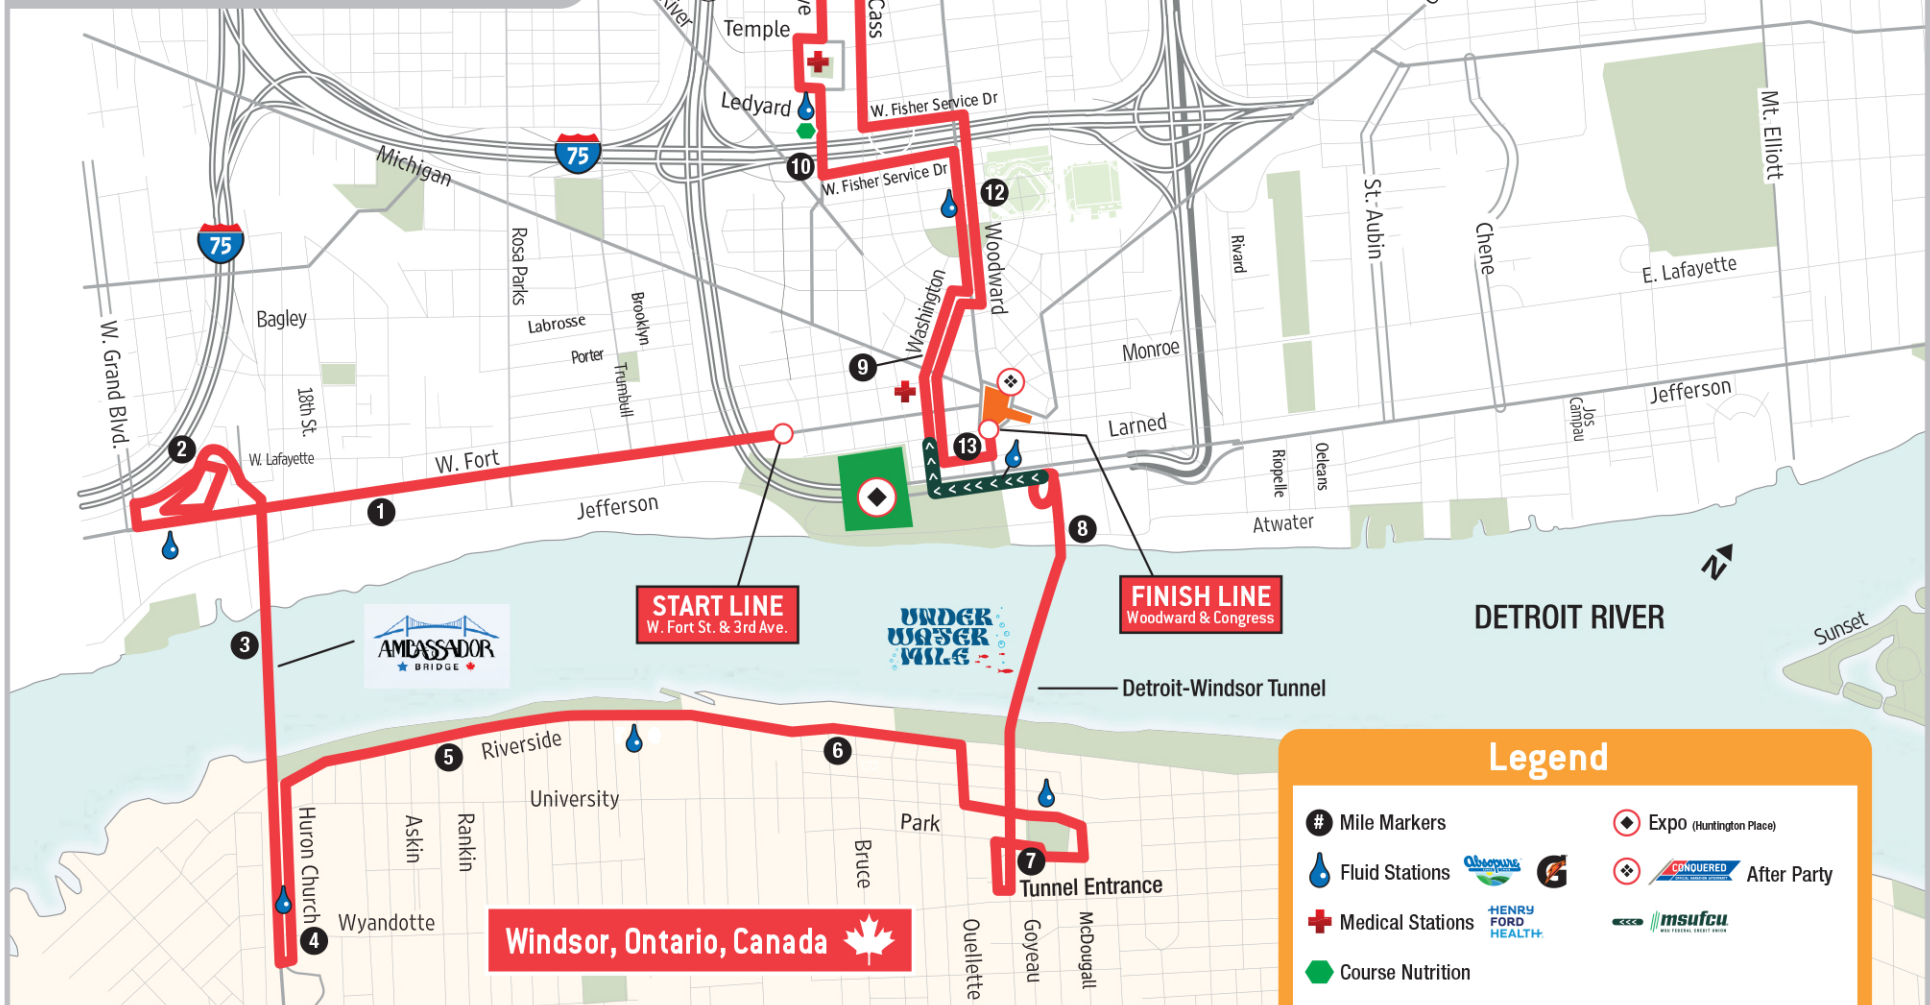 River
Temple
ve
Cass
Ledyard
W. Fisher Service Dr
10
W. Fisher Service Dr
75
75
Michigan
12
Woodward
Washington
Mt. Elliott
St. Aubin
Chene
Rivard
E. Lafayette
Rosa Parks
Brooklyn
Bagley
Labrosse
Porter
Trumbull
W. Grand Blvd.
18th St.
9
Monroe
Jefferson
Larned
Jos
Campau
2
W. Lafayette
W. Fort
13
1
Jefferson
Riopelle
Orleans
Atwater
8
N
START LINE
W. Fort St. & 3rd Ave.
FINISH LINE
Woodward & Congress
DETROIT RIVER
Sunset
3
AMBASSADOR
BRIDGE
UNDER
WATER
MILE
Detroit-Windsor Tunnel
5
Riverside
6
University
Park
Huron Church
Askin
Rankin
Bruce
7
Tunnel Entrance
Wyandotte
4
Windsor, Ontario, Canada
Ouellette
Goyeau
McDougall
Legend
# Mile Markers
Expo (Huntington Place)
Fluid Stations
Absopure
G
CONQUERED
After Party
Medical Stations
HENRY
FORD
HEALTH
msufcu
Course Nutrition